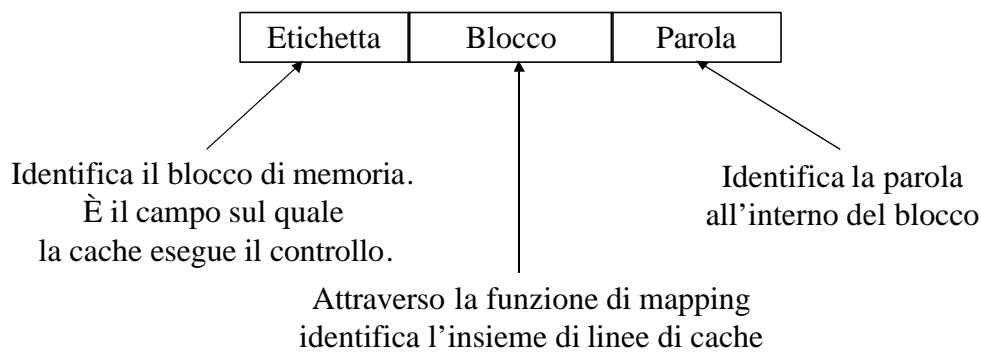 Etichetta Blocco Parola
Identifica il blocco di memoria.
È il campo sul quale
la cache esegue il controllo.
Identifica la parola
all’interno del blocco
Attraverso la funzione di mapping
identifica l’insieme di linee di cache